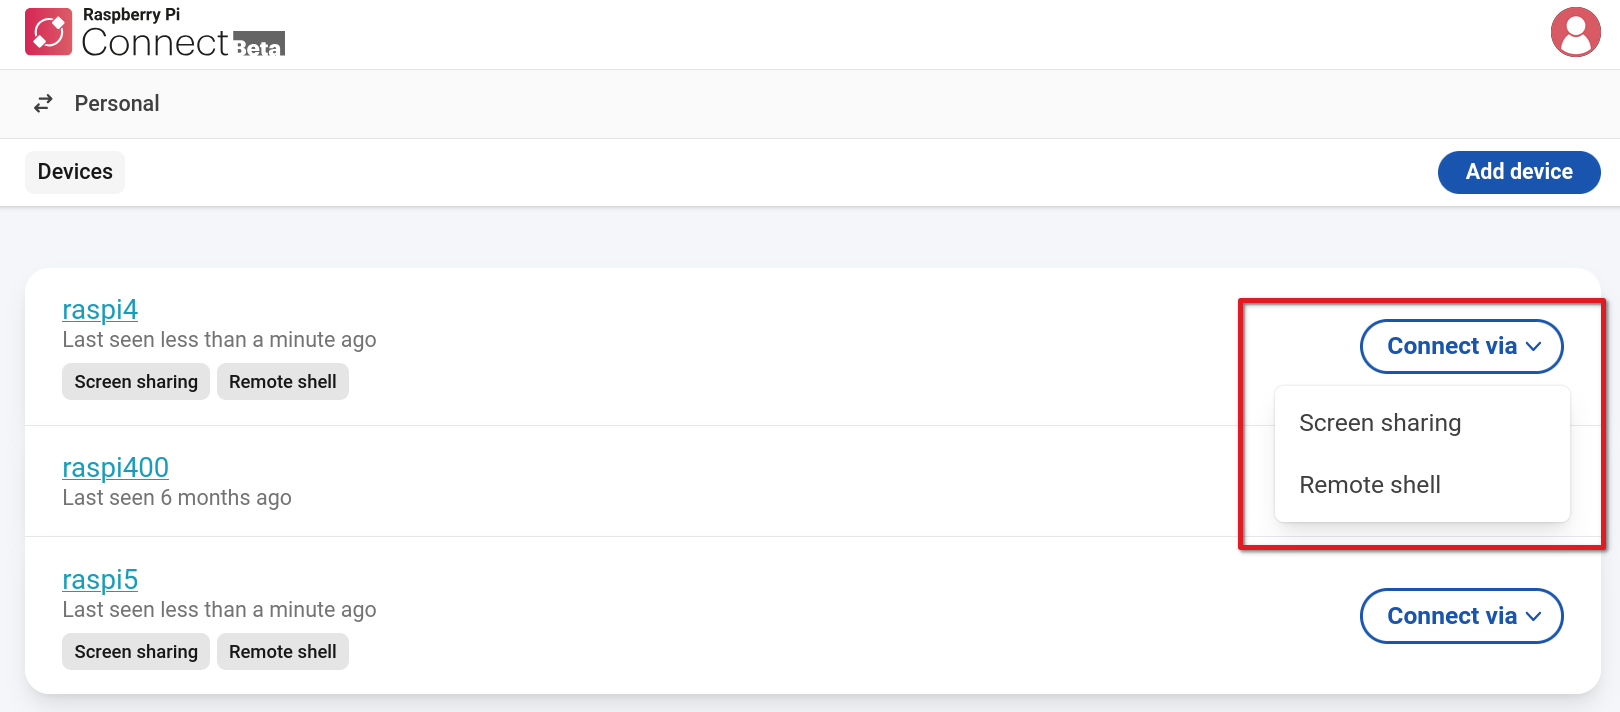 Raspberry Pi
Connect Beta
Personal
Devices
Add device
raspi4
Last seen less than a minute ago
Screen sharing Remote shell
Connect via
Screen sharing
Remote shell
raspi400
Last seen 6 months ago
raspi5
Last seen less than a minute ago
Screen sharing Remote shell
Connect via